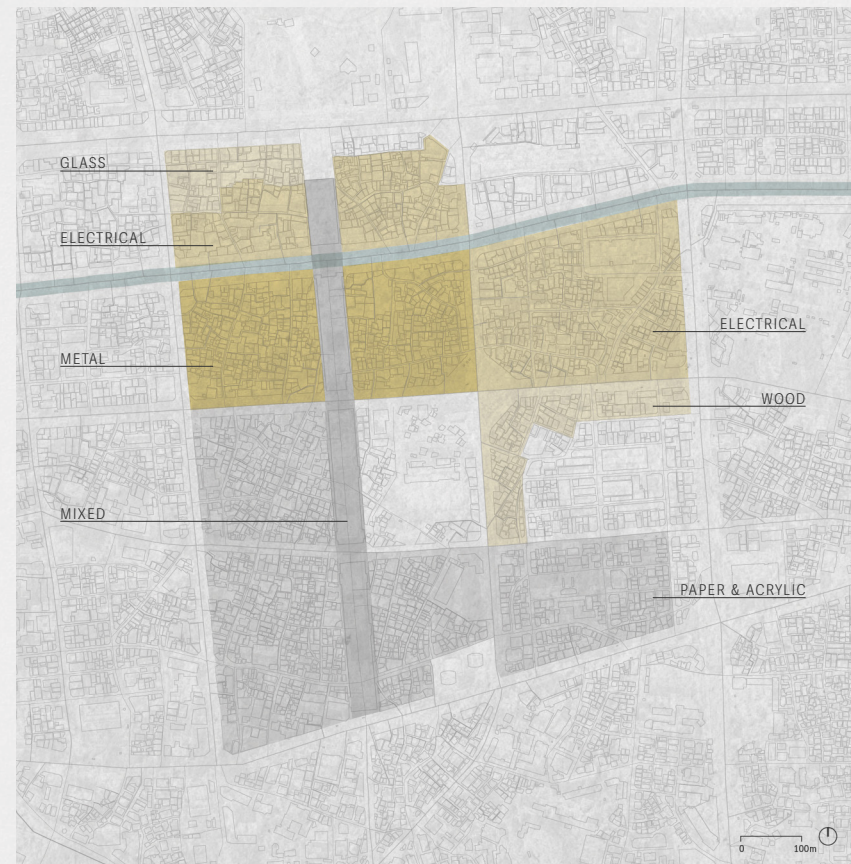 GLASS
ELECTRICAL
METAL
MIXED
ELECTRICAL
WOOD
PAPER & ACRYLIC
0 100m